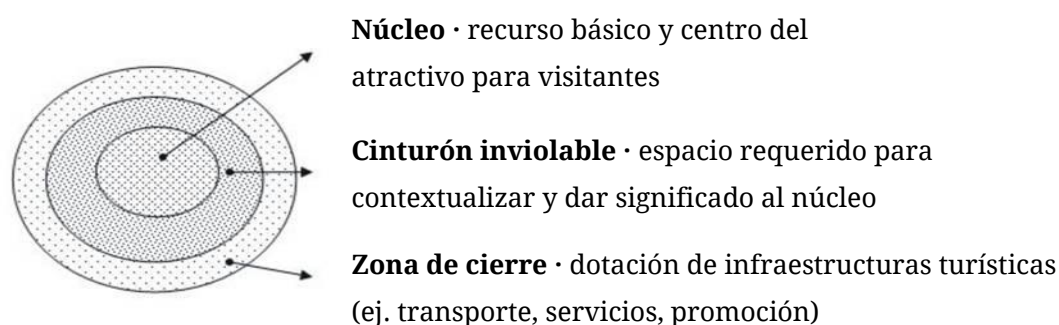 Núcleo · recurso básico y centro del
atractivo para visitantes
Cinturón inviolable · espacio requerido para
contextualizar y dar significado al núcleo
Zona de cierre · dotación de infraestructuras turísticas
(ej. transporte, servicios, promoción)